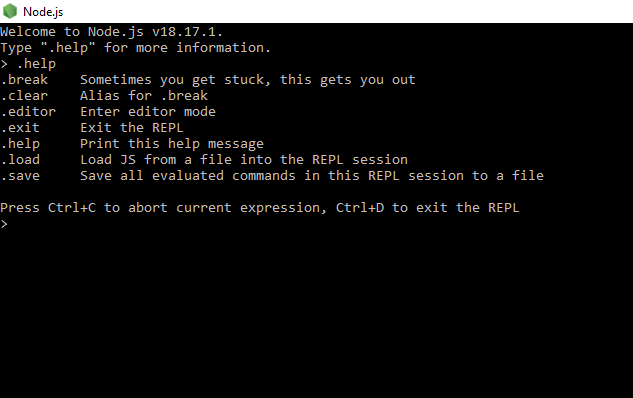 Node.js
Welcome to Node.js v18.17.1.
Type ".help" for more information.
> .help
.break    Sometimes you get stuck, this gets you out
.clear    Alias for .break
.editor   Enter editor mode
.exit     Exit the REPL
.help     Print this help message
.load     Load JS from a file into the REPL session
.save     Save all evaluated commands in this REPL session to a file
Press Ctrl+C to abort current expression, Ctrl+D to exit the REPL
>